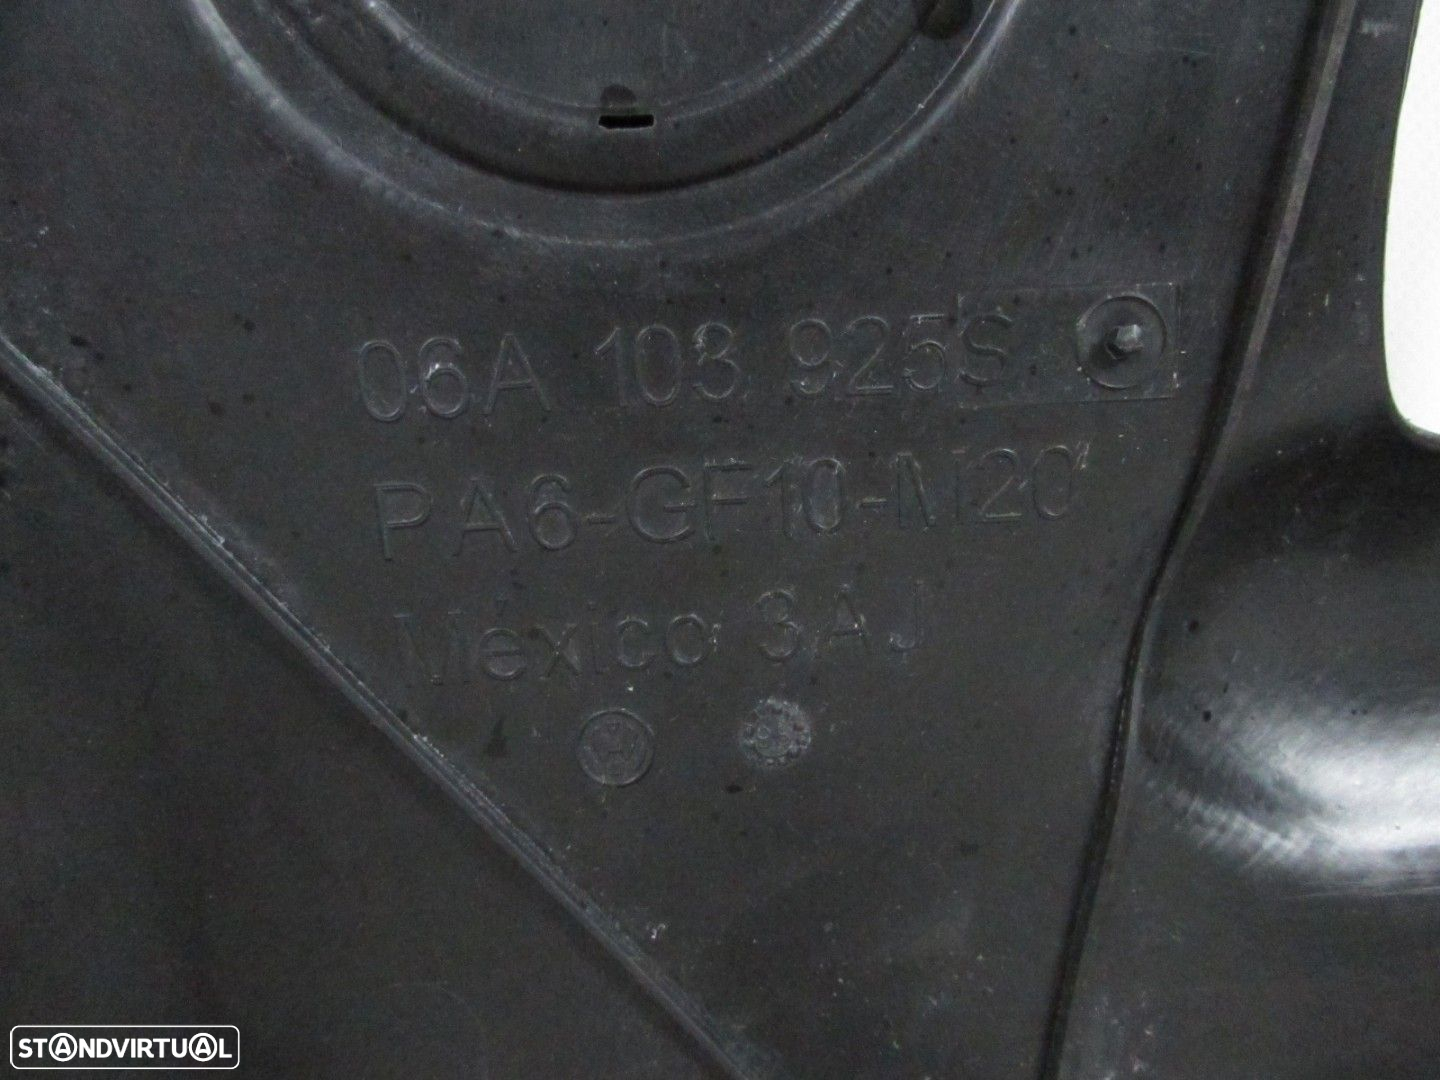 06A 103 925S
PA6-GF10-M20
México 3AJ
STANDVIRTUAL